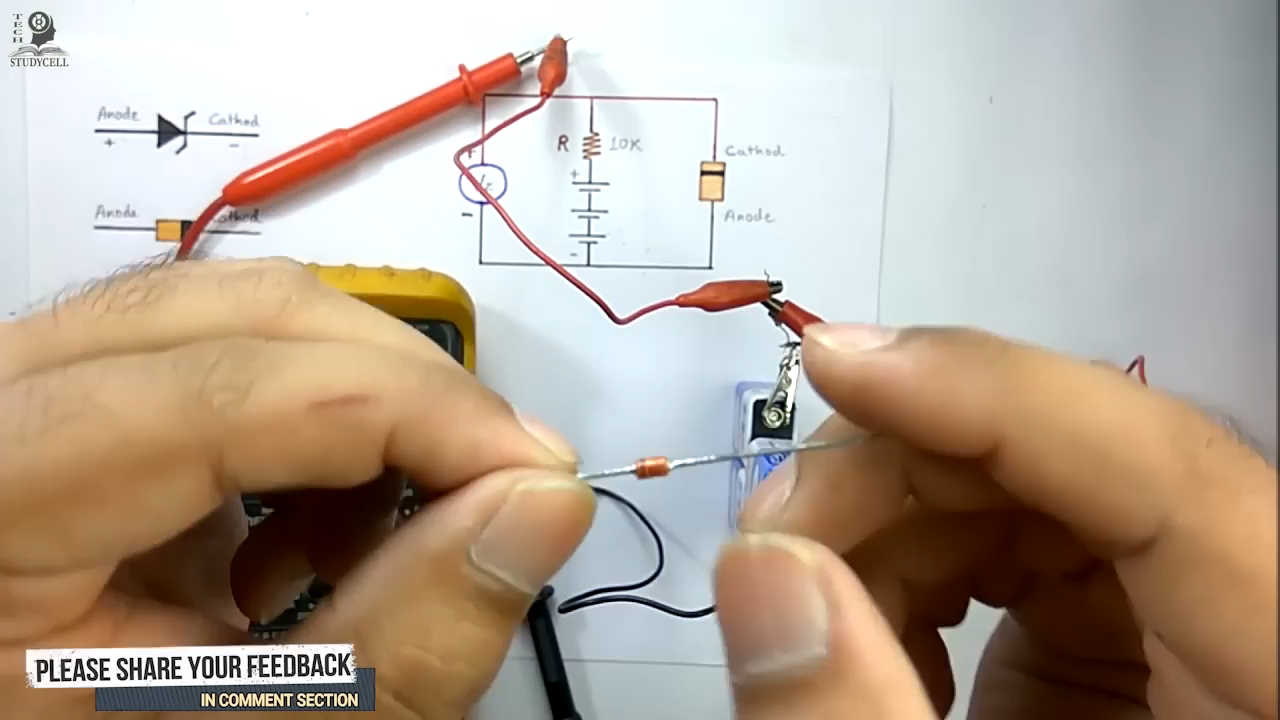 TECH
STUDYCELL
Anode
Cathod
+
-
Anode
Cathod
R
10K
+
Vz
-
+
-
Cathod
Anode
PLEASE SHARE YOUR FEEDBACK
IN COMMENT SECTION